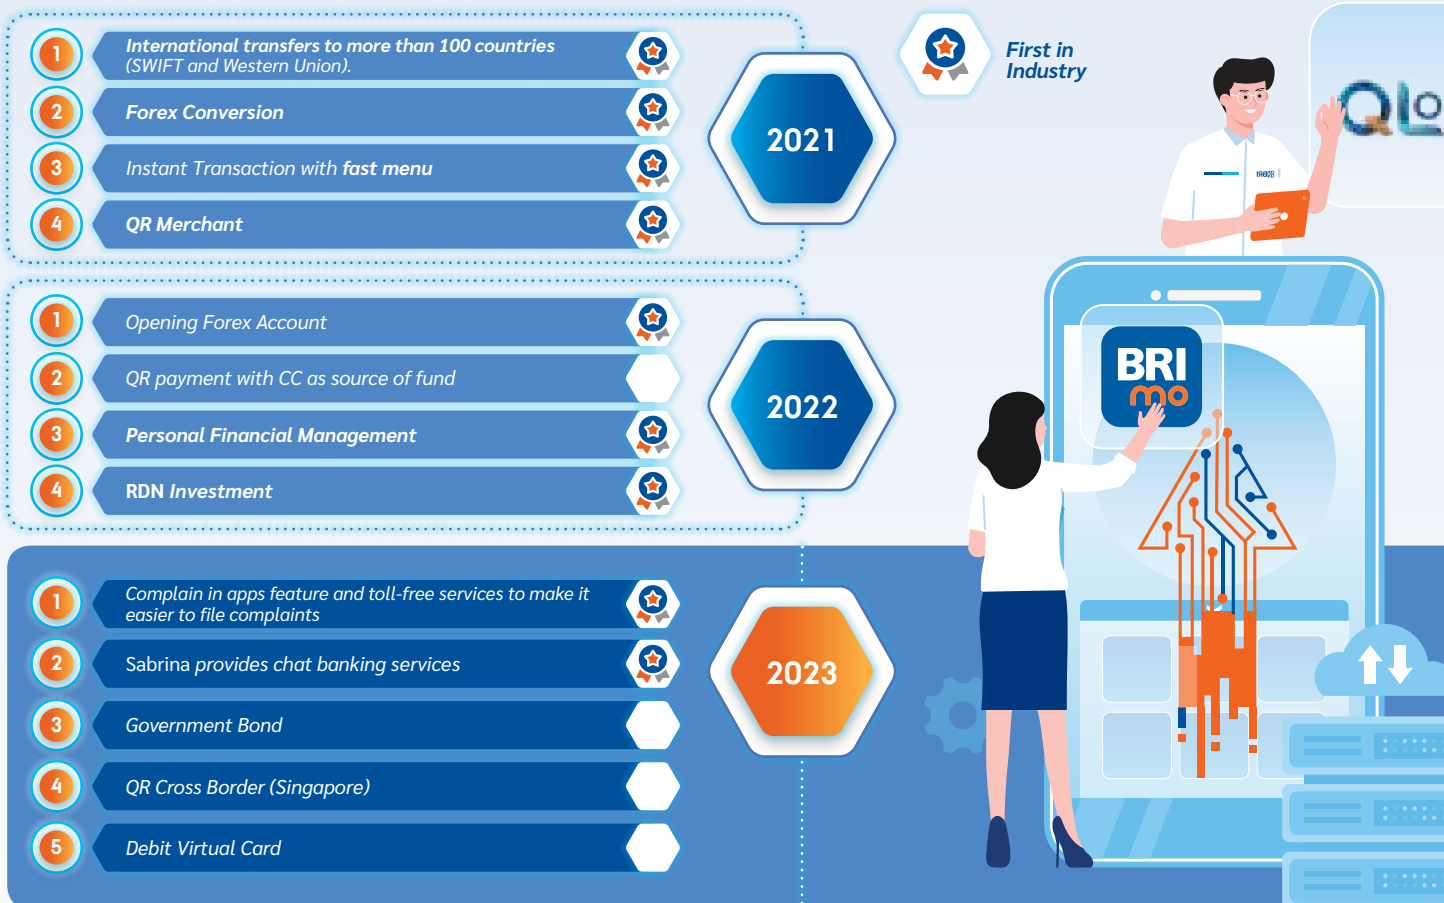 1
International transfers to more than 100 countries
(SWIFT and Western Union).
2
Forex Conversion
3
Instant Transaction with fast menu
4
QR Merchant
2021
First in
Industry
1
Opening Forex Account
2
QR payment with CC as source of fund
3
Personal Financial Management
4
RDN Investment
2022
1
Complain in apps feature and toll-free services to make it
easier to file complaints
2
Sabrina provides chat banking services
3
Government Bond
4
QR Cross Border (Singapore)
5
Debit Virtual Card
2023
BRI
mo